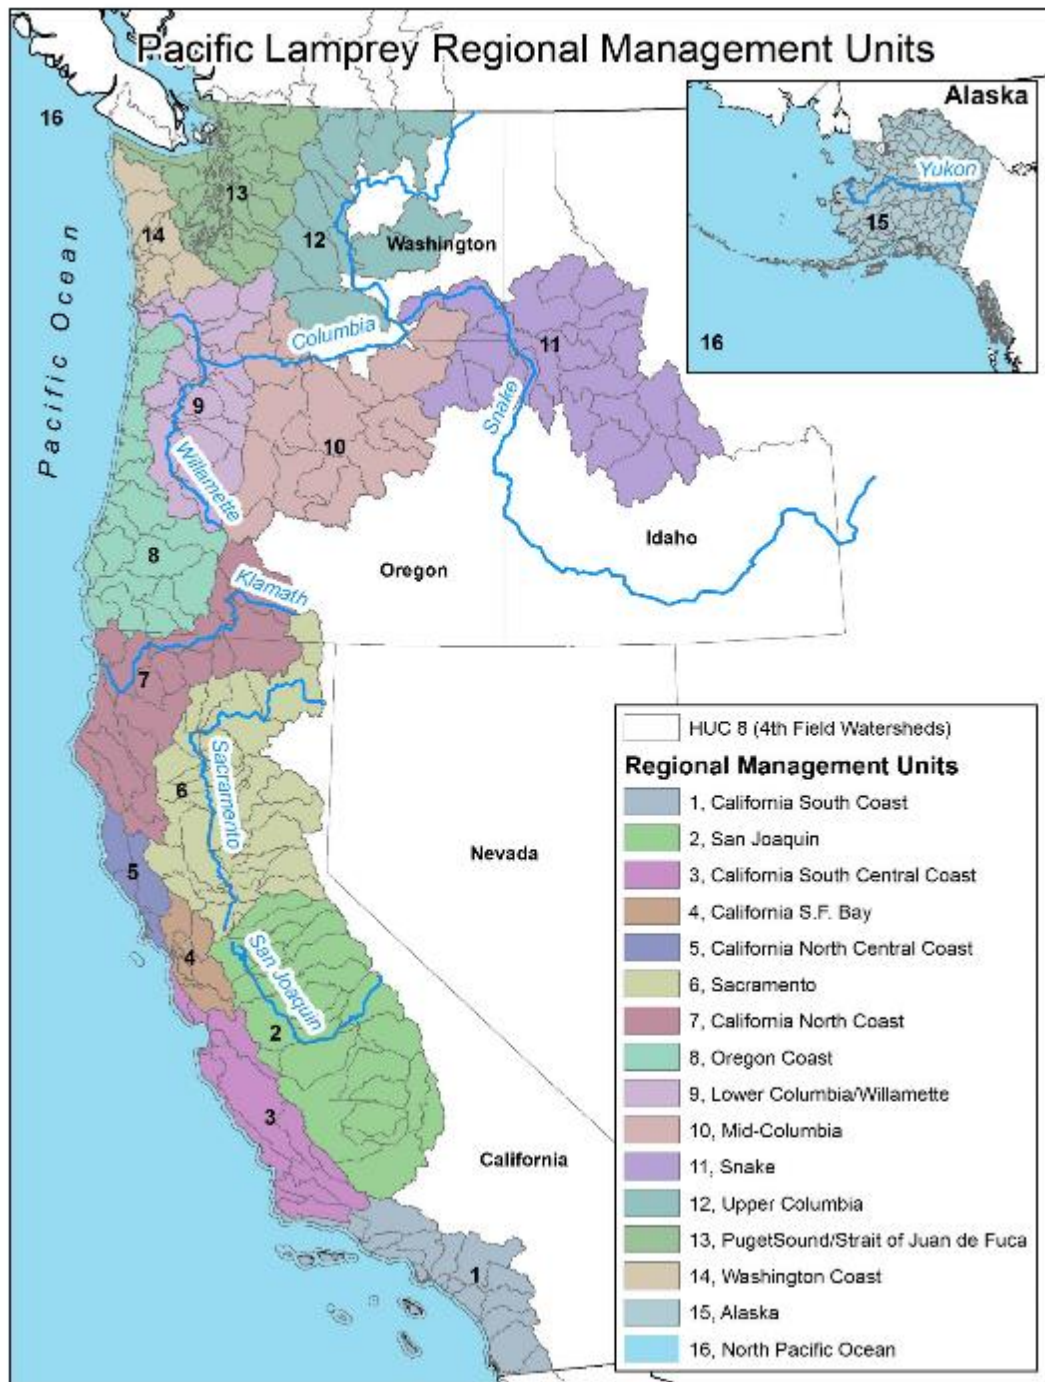 Pacific Lamprey Regional Management Units
16
Alaska
Yukon
15
16
13
14
12
Washington
Pacific Ocean
Columbia
11
9
Snake
10
Willamette
8
Idaho
Oregon
Klamath
7
6
Sacramento
5
Nevada
4
San Joaquin
2
3
California
1
HUC 8 (4th Field Watersheds)
Regional Management Units
1, California South Coast
2, San Joaquin
3, California South Central Coast
4, California S.F. Bay
5, California North Central Coast
6, Sacramento
7, California North Coast
8, Oregon Coast
9, Lower Columbia/Willamette
10, Mid-Columbia
11, Snake
12, Upper Columbia
13, PugetSound/Strait of Juan de Fuca
14, Washington Coast
15, Alaska
16, North Pacific Ocean